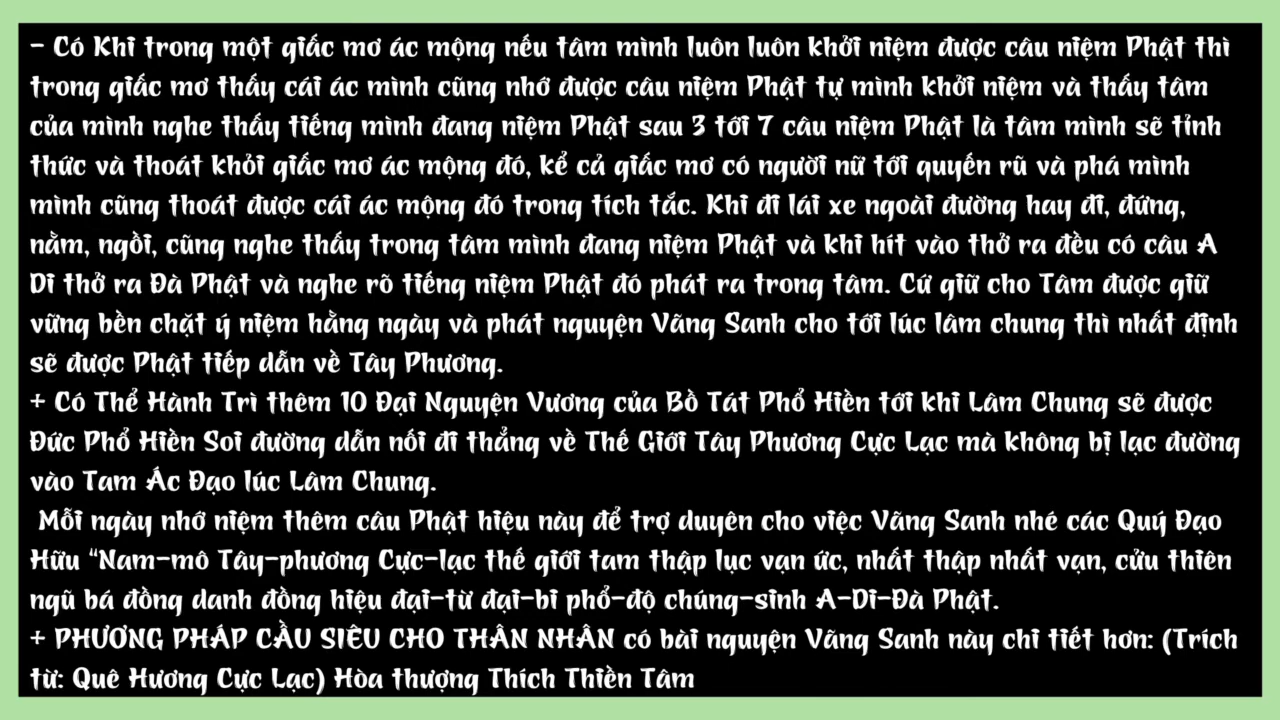 - Có Khi trong một giấc mơ ác mộng nếu tâm mình luôn luôn khởi niệm được câu niệm Phật thì
trong giấc mơ thấy cái ác mình cũng nhớ được câu niệm Phật tự mình khởi niệm và thấy tâm
của mình nghe thấy tiếng mình đang niệm Phật sau 3 tới 7 câu niệm Phật là tâm mình sẽ tỉnh
thức và thoát khỏi giấc mơ ác mộng đó, kể cả giấc mơ có người nữ tới quyến rũ và phá mình
mình cũng thoát được cái ác mộng đó trong tích tắc. Khi đi lái xe ngoài đường hay đi, đứng,
nằm, ngồi, cũng nghe thấy trong tâm mình đang niệm Phật và khi hít vào thở ra đều có câu A
Di thở ra Đà Phật và nghe rõ tiếng niệm Phật đó phát ra trong tâm. Cứ giữ cho Tâm được giữ
vững bền chặt ý niệm hằng ngày và phát nguyện Vãng Sanh cho tới lúc lâm chung thì nhất định
sẽ được Phật tiếp dẫn về Tây Phương.
+ Có Thể Hành Trì thêm 10 Đại Nguyện Vương của Bồ Tát Phổ Hiền tới khi Lâm Chung sẽ được
Đức Phổ Hiền Soi đường dẫn nối đi thẳng về Thế Giới Tây Phương Cực Lạc mà không bị lạc đường
vào Tam Ác Đạo lúc Lâm Chung.
Mỗi ngày nhớ niệm thêm câu Phật hiệu này để trợ duyên cho việc Vãng Sanh nhé các Quý Đạo
Hữu "Nam-mô Tây-phương Cực-lạc thế giới tam thập lục vạn ức, nhất thập nhất vạn, cửu thiên
ngũ bá đồng danh đồng hiệu đại-từ đại-bi phổ-độ chúng-sinh A-Di-Đà Phật.
+ PHƯƠNG PHÁP CẦU SIÊU CHO THÂN NHÂN có bài nguyện Vãng Sanh này chi tiết hơn: (Trích
từ: Quê Hương Cực Lạc) Hòa thượng Thích Thiền Tâm